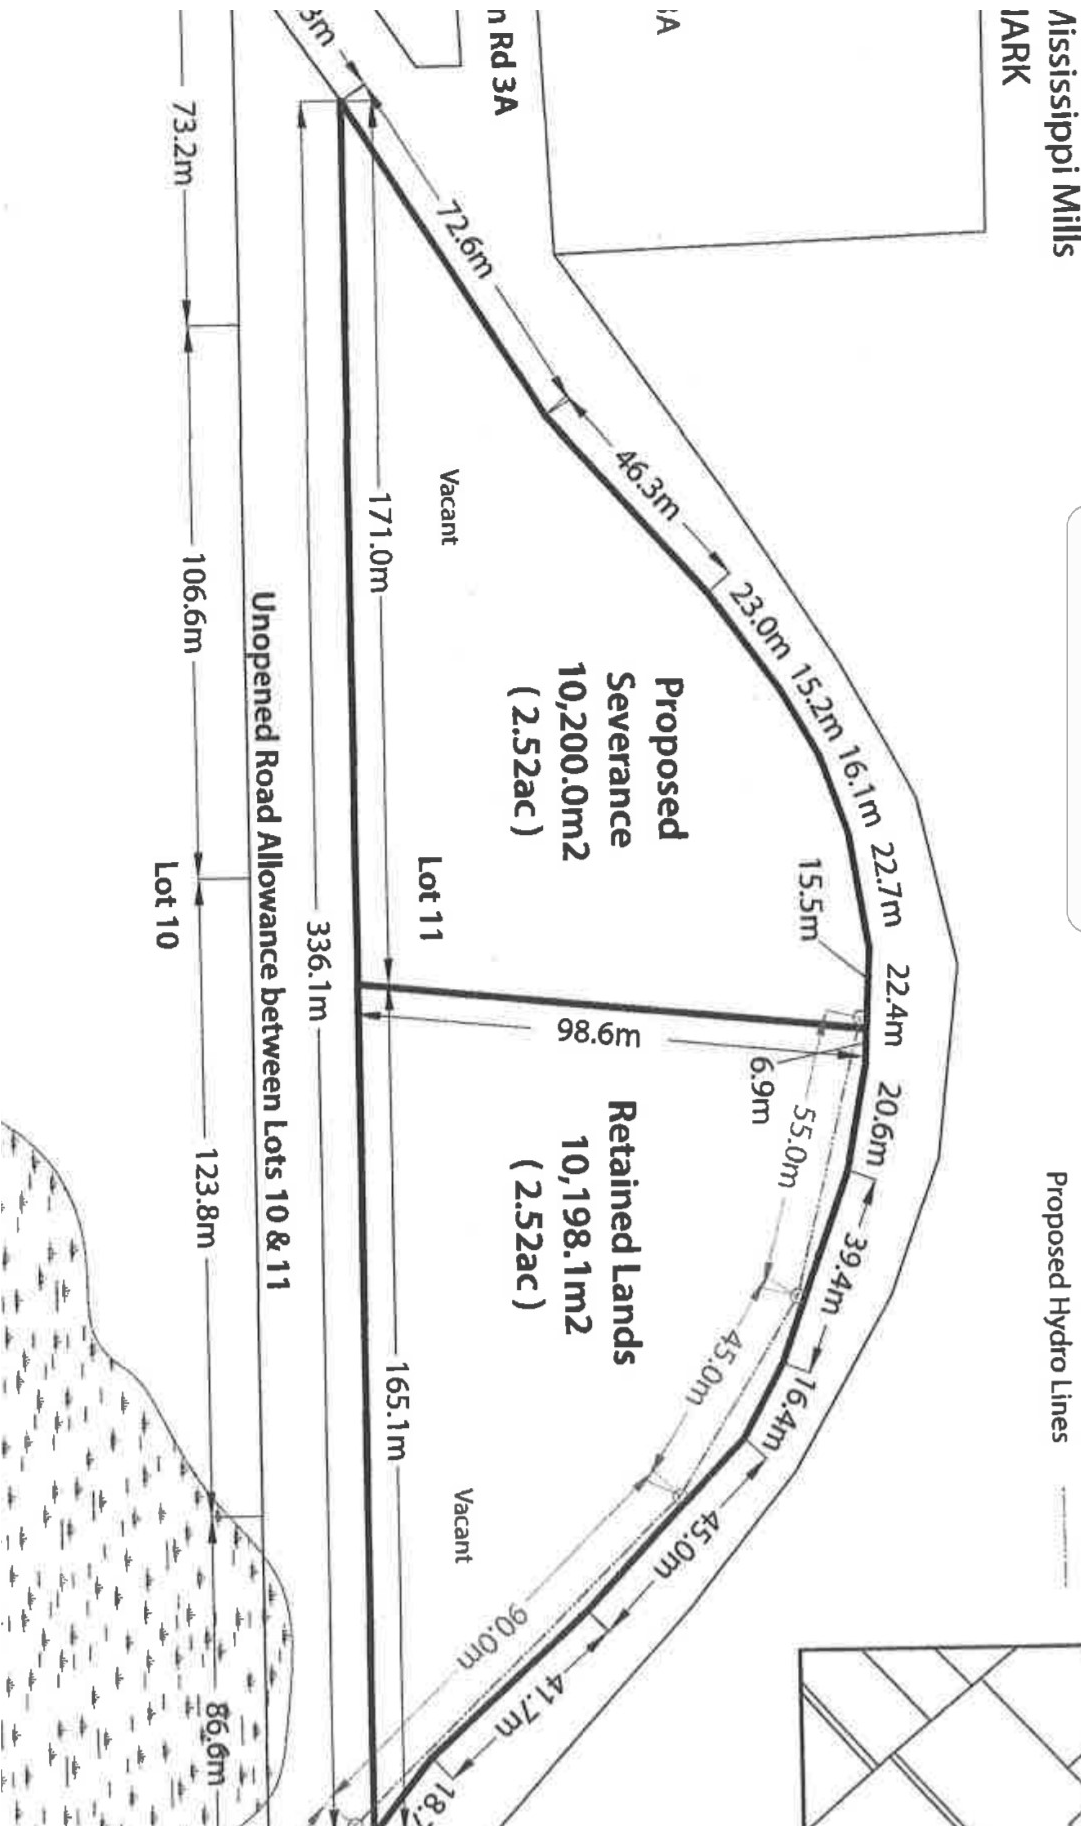 Mississippi Mills
3A
n Rd 3A
3m
73.2m
72.6m
46.3m
23.0m
15.2m
16.1m
22.7m
15.5m
22.4m
20.6m
Vacant
171.0m
106.6m
Proposed
Severance
10,200.0m2
( 2.52ac )
Lot 11
Lot 10
Unopened Road Allowance between Lots 10 & 11
336.1m
98.6m
6.9m
55.0m
39.4m
Retained Lands
10,198.1m2
( 2.52ac )
Proposed Hydro Lines
123.8m
165.1m
45.0m
16.4m
45.0m
Vacant
90.0m
41.7m
86.6m